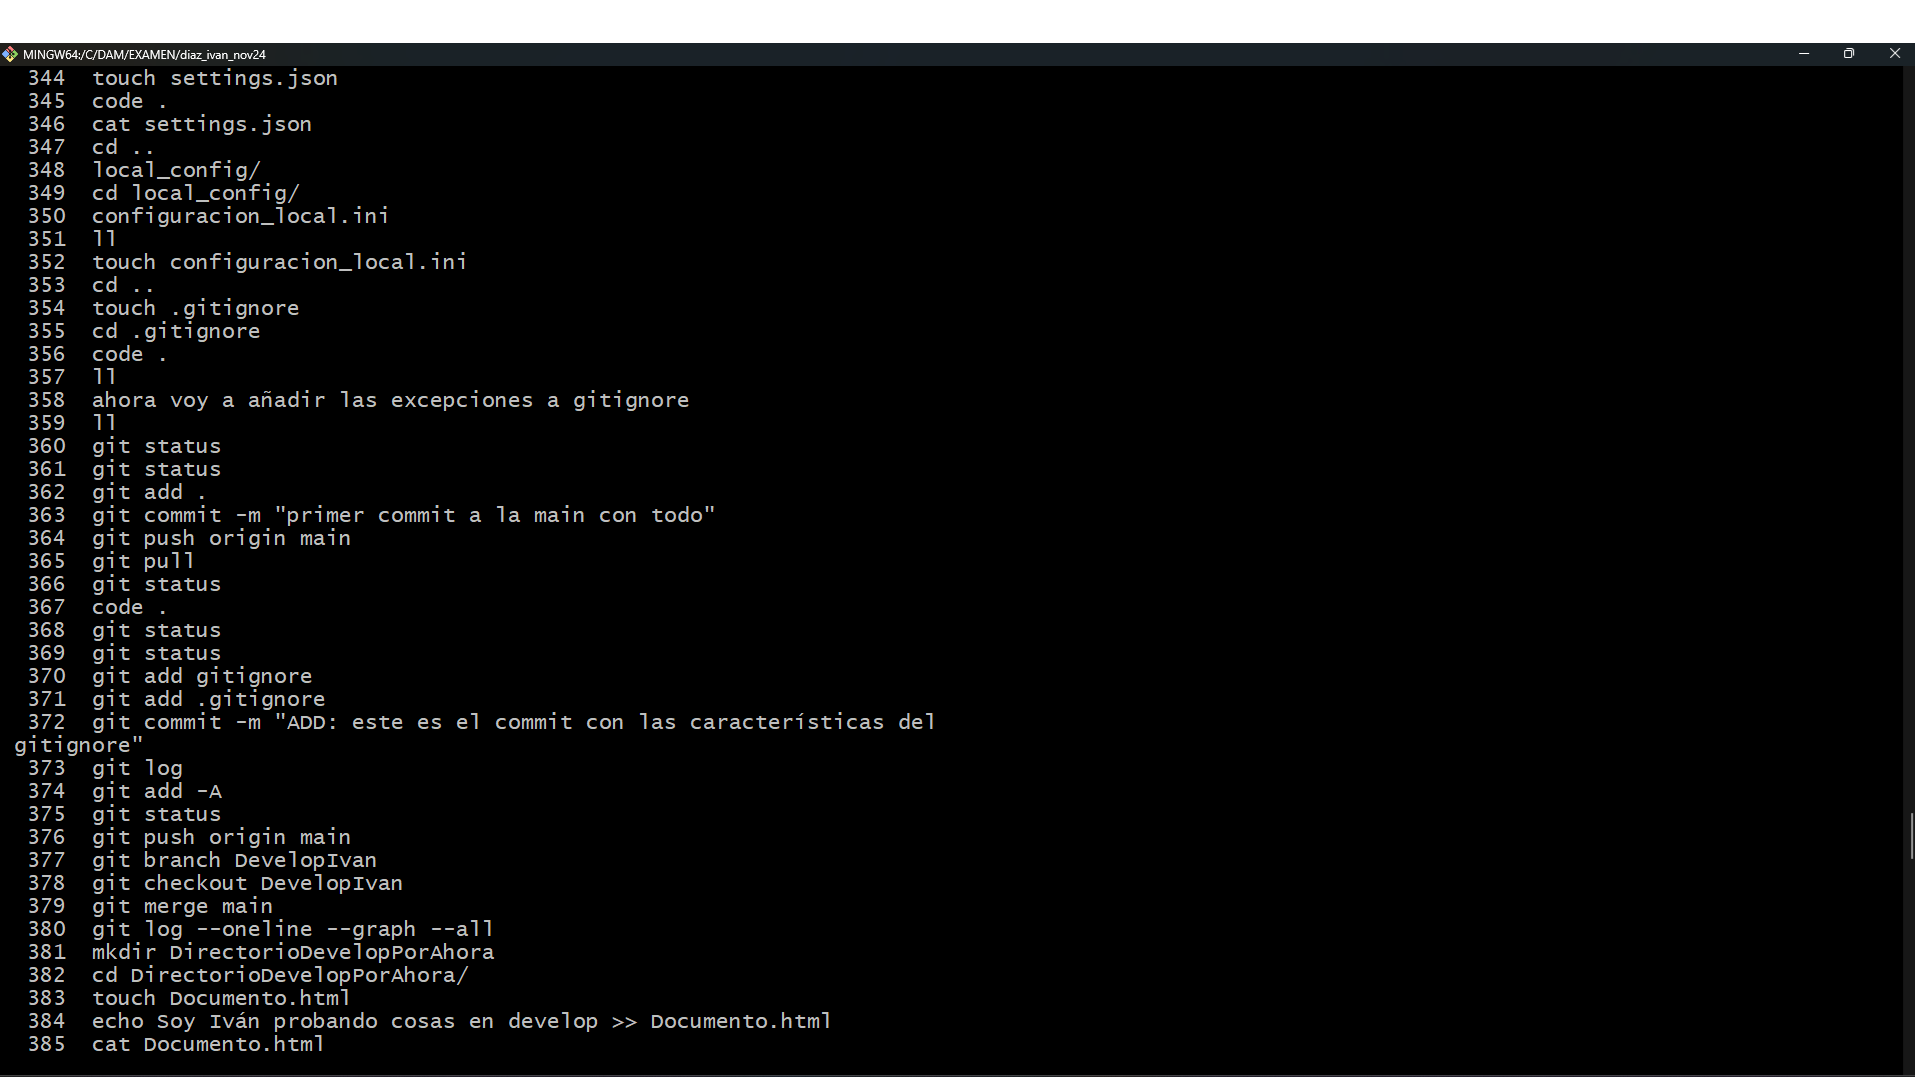 MINGW64:/C/DAM/EXAMEN/diaz_ivan_nov24
344 touch settings.json
345 code .
346 cat settings.json
347 cd ..
348 local_config/
349 cd local_config/
350 configuracion_local.ini
351 ll
352 touch configuracion_local.ini
353 cd ..
354 touch .gitignore
355 cd .gitignore
356 code .
357 ll
358 ahora voy a añadir las excepciones a gitignore
359 ll
360 git status
361 git status
362 git add .
363 git commit -m "primer commit a la main con todo"
364 git push origin main
365 git pull
366 git status
367 code .
368 git status
369 git status
370 git add gitignore
371 git add .gitignore
372 git commit -m "ADD: este es el commit con las características del
gitignore"
373 git log
374 git add -A
375 git status
376 git push origin main
377 git branch DevelopIvan
378 git checkout DevelopIvan
379 git merge main
380 git log --oneline --graph --all
381 mkdir DirectorioDevelopPorAhora
382 cd DirectorioDevelopPorAhora/
383 touch Documento.html
384 echo Soy Iván probando cosas en develop >> Documento.html
385 cat Documento.html